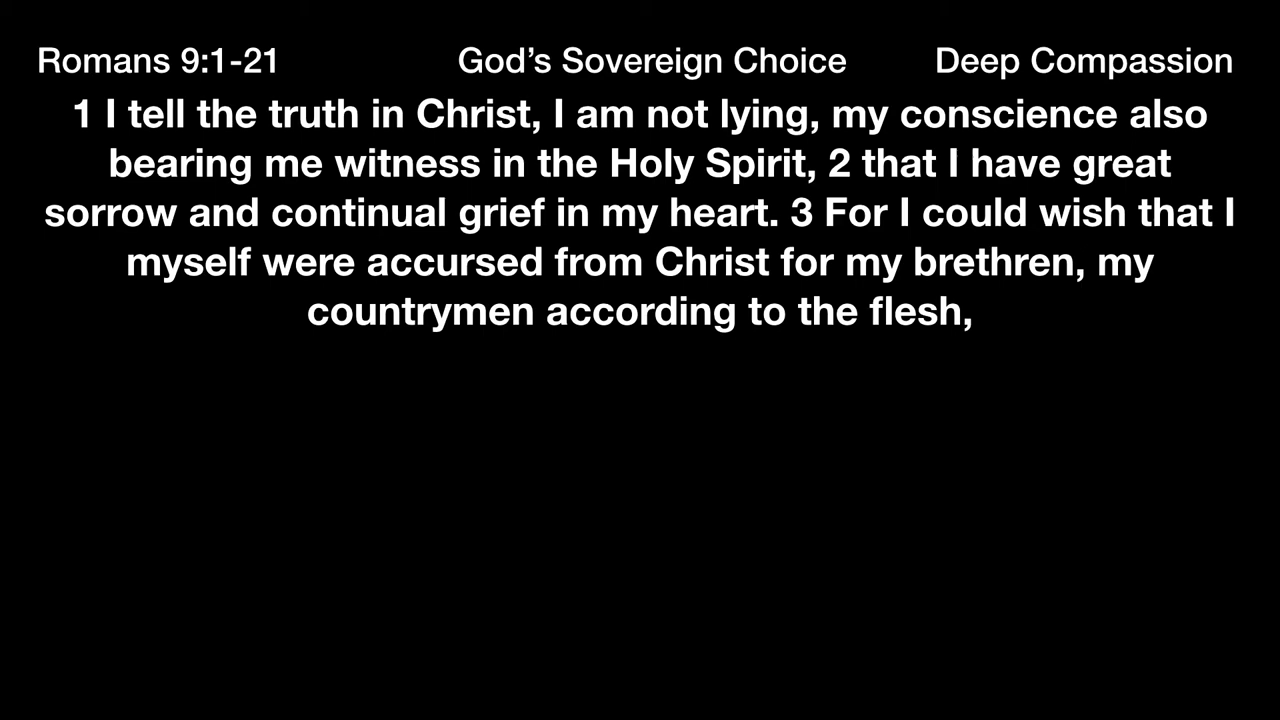 Romans 9:1-21 God’s Sovereign Choice Deep Compassion
1 I tell the truth in Christ, I am not lying, my conscience also
bearing me witness in the Holy Spirit, 2 that I have great
sorrow and continual grief in my heart. 3 For I could wish that I
myself were accursed from Christ for my brethren, my
countrymen according to the flesh,